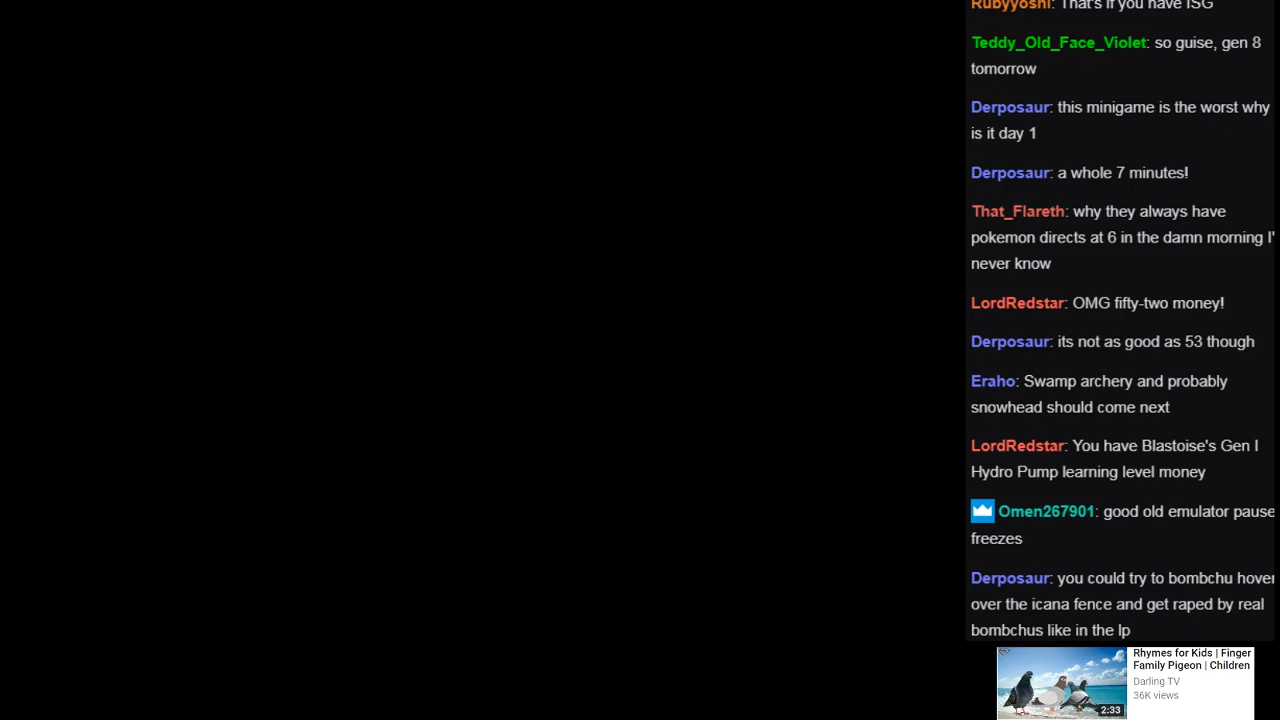 Rubyyoshi: That's if you have ISG
Teddy_Old_Face_Violet: so guise, gen 8
tomorrow
Derposaur: this minigame is the worst why
is it day 1
Derposaur: a whole 7 minutes!
That_Flareth: why they always have
pokemon directs at 6 in the damn morning I'
never know
LordRedstar: OMG fifty-two money!
Derposaur: its not as good as 53 though
Eraho: Swamp archery and probably
snowhead should come next
LordRedstar: You have Blastoise's Gen I
Hydro Pump learning level money
Omen267901: good old emulator pause
freezes
Derposaur: you could try to bombchu hover
over the icana fence and get raped by real
bombchus like in the lp
Rhymes for Kids | Finger
Family Pigeon | Children
Darling TV
36K views
2:33